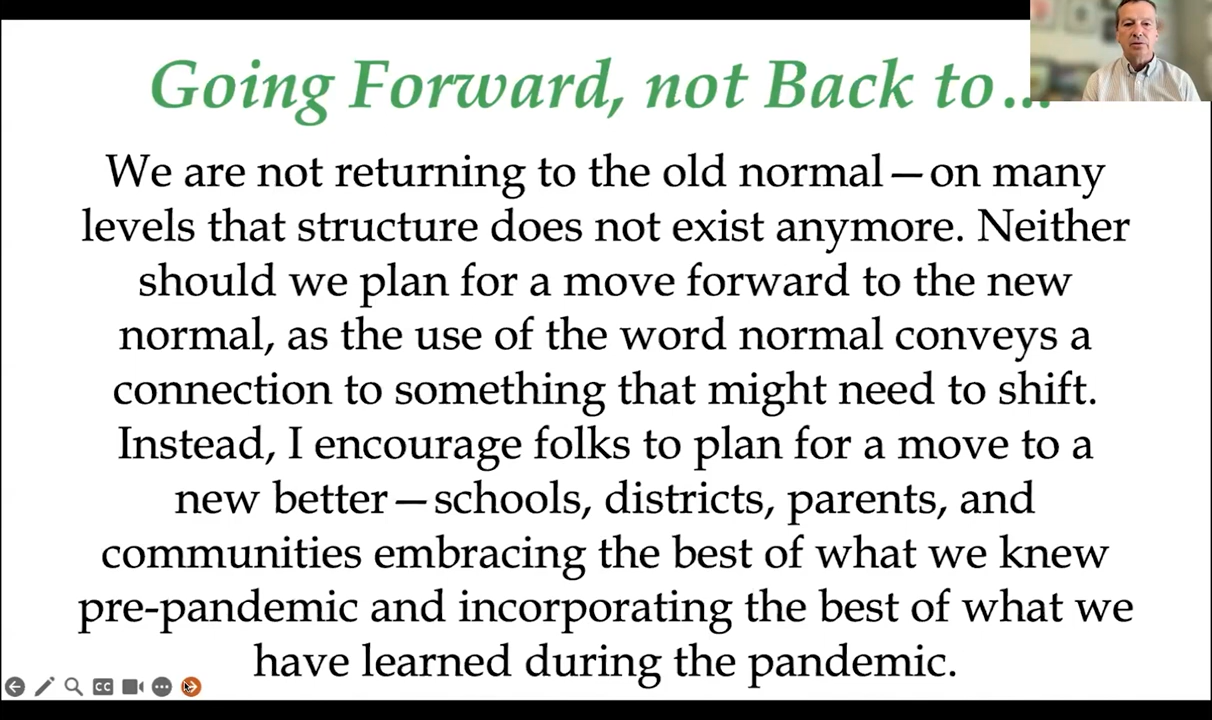 Going Forward, not Back to...
We are not returning to the old normal—on many
levels that structure does not exist anymore. Neither
should we plan for a move forward to the new
normal, as the use of the word normal conveys a
connection to something that might need to shift.
Instead, I encourage folks to plan for a move to a
new better—schools, districts, parents, and
communities embracing the best of what we knew
pre-pandemic and incorporating the best of what we
have learned during the pandemic.
CC